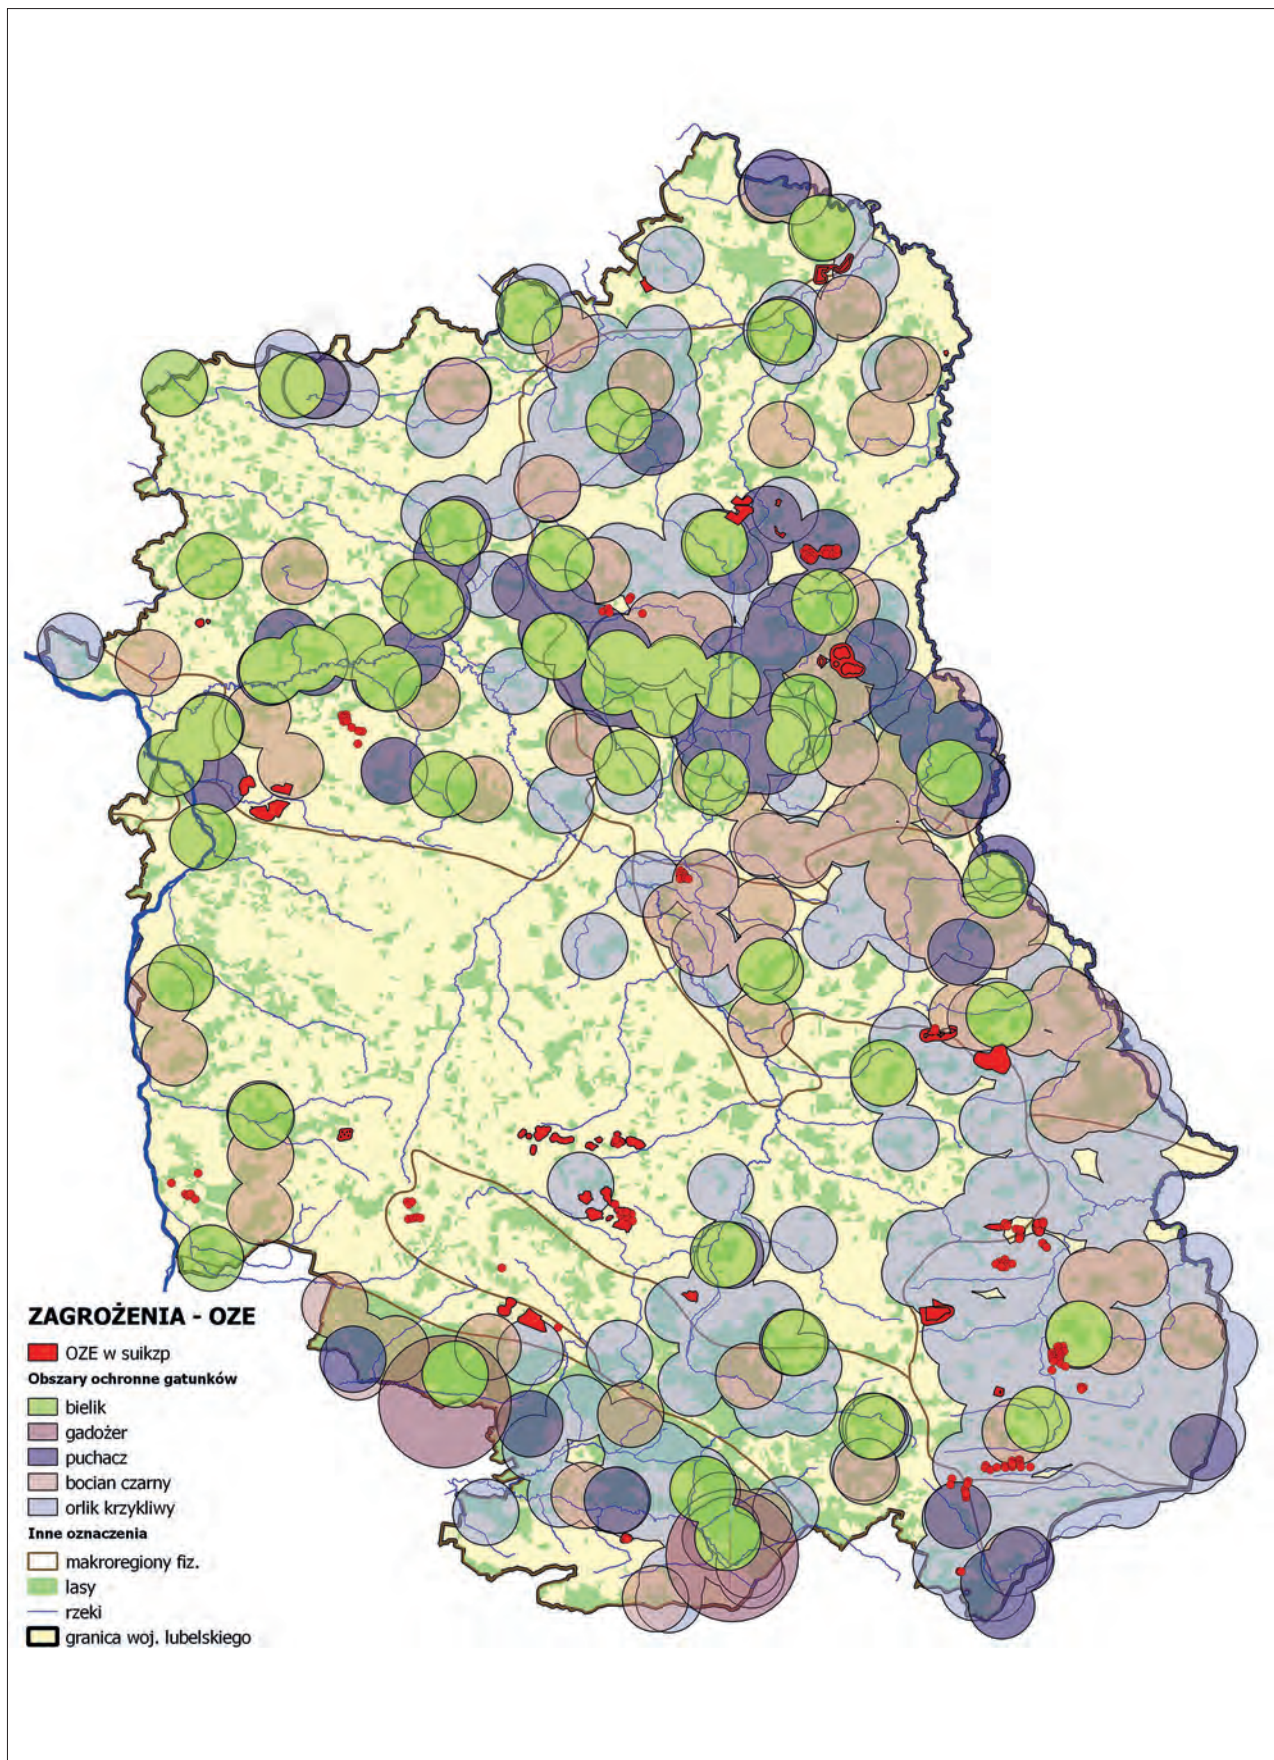 ZAGROŻENIA - OZE
OZE w suikzp
Obszary ochronne gatunków
bielik
gadożer
puchacz
bocian czarny
orlik krzykliwy
Inne oznaczenia
makroregiony fiz.
lasy
rzeki
granica woj. lubelskiego